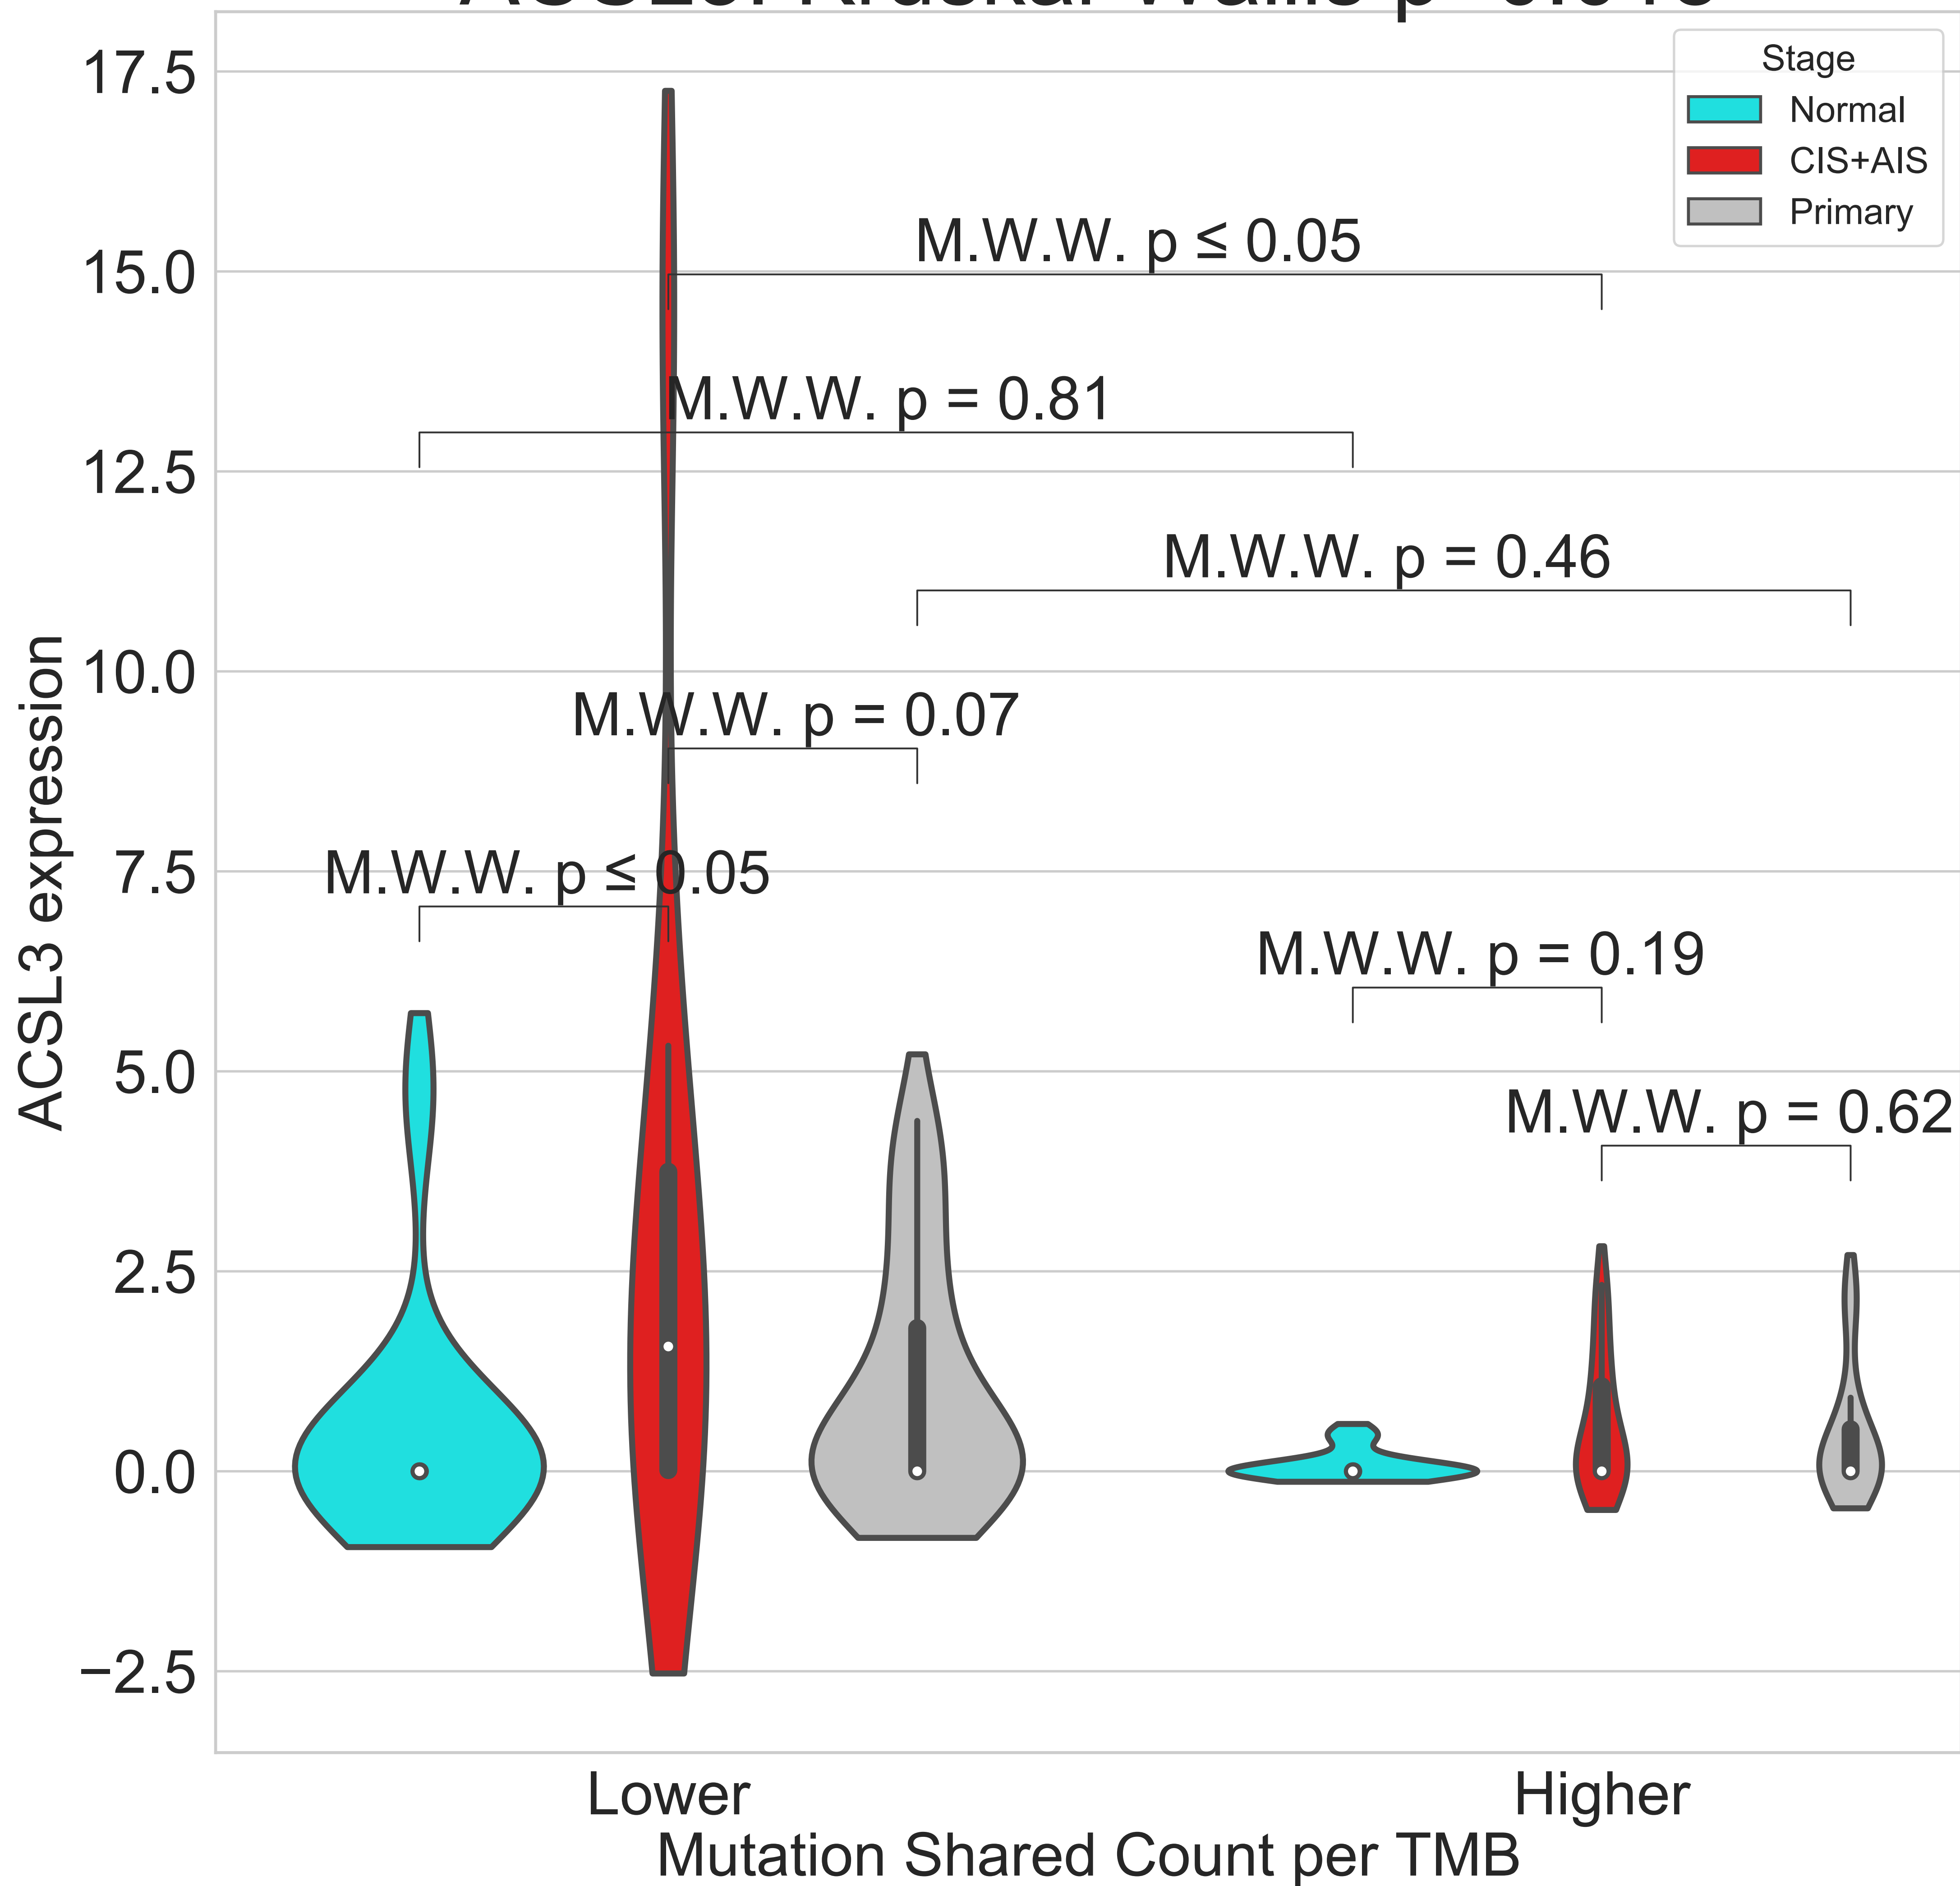 17.5
15.0
12.5
10.0
7.5
5.0
2.5
0.0
−2.5
ACSL3 expression
Stage
Normal
CIS+AIS
Primary
M.W.W. p ≤ 0.05
M.W.W. p = 0.81
M.W.W. p = 0.46
M.W.W. p = 0.07
M.W.W. p ≤ 0.05
M.W.W. p = 0.19
M.W.W. p = 0.62
Lower
Higher
Mutation Shared Count per TMB